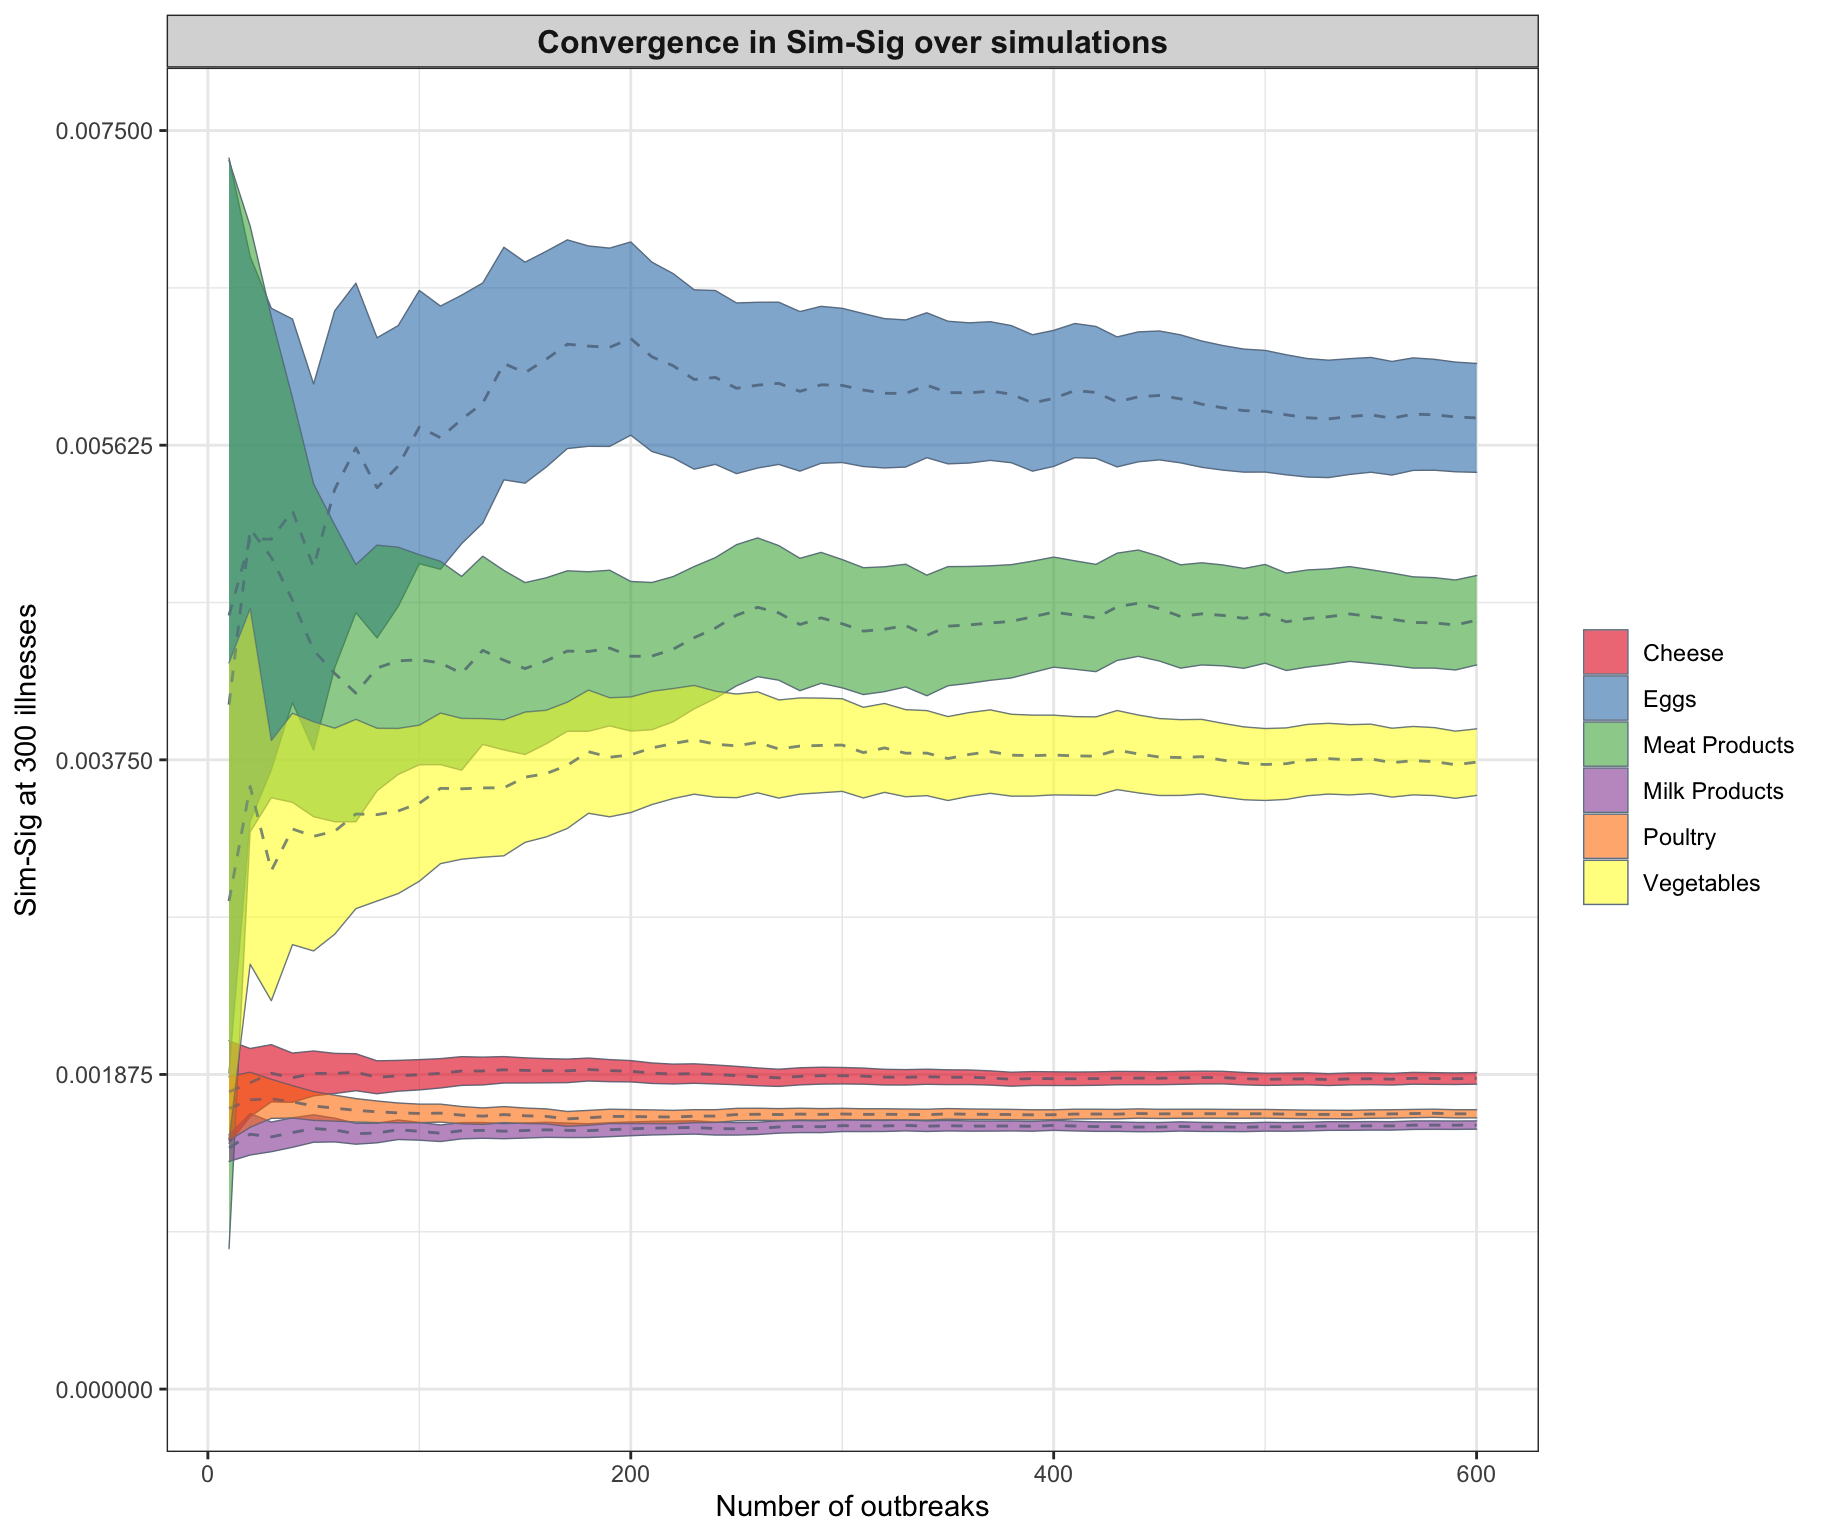 Convergence in Sim-Sig over simulations
0.007500
0.005625
0.003750
0.001875
0.000000
Sim-Sig at 300 illnesses
0
200
400
600
Number of outbreaks
Cheese
Eggs
Meat Products
Milk Products
Poultry
Vegetables